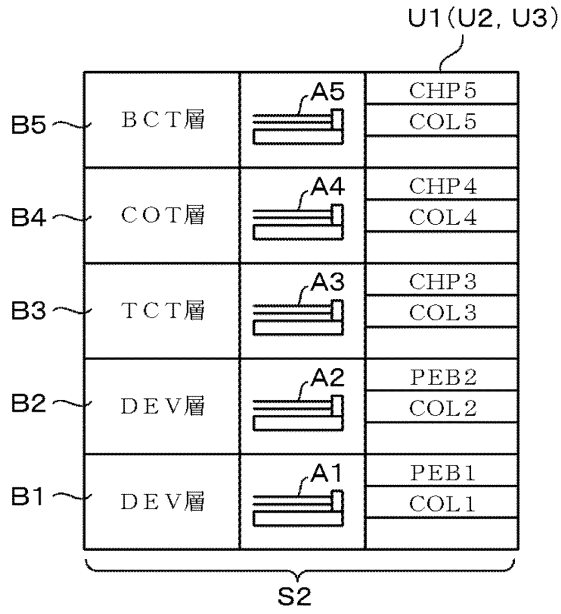 U1(U2, U3)
B5
BCT層
A5
CHP5
COL5
B4
COT層
A4
CHP4
COL4
B3
TCT層
A3
CHP3
COL3
B2
DEV層
A2
PEB2
COL2
B1
DEV層
A1
PEB1
COL1
S2